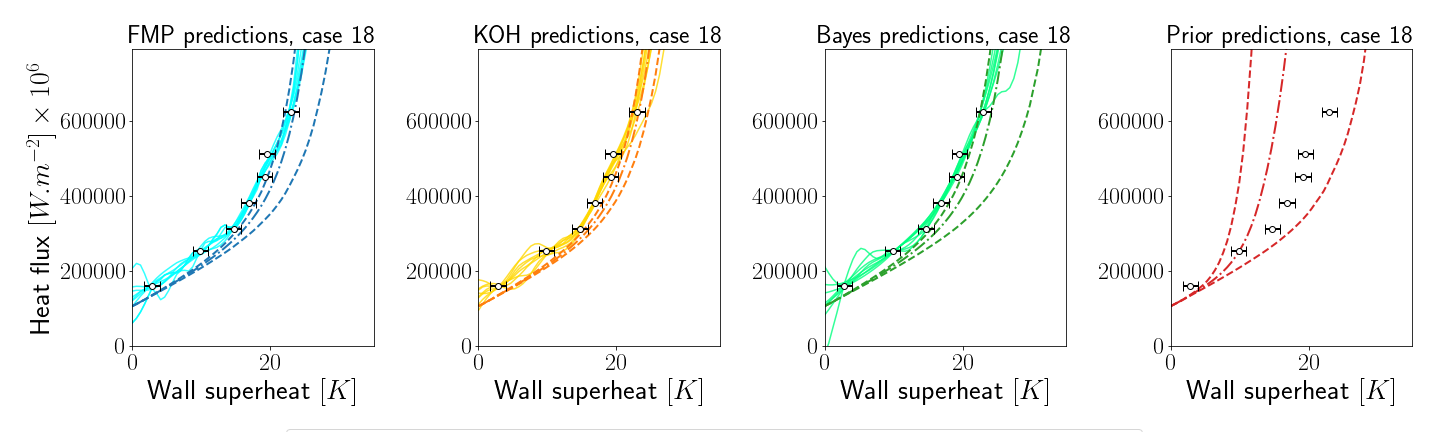 FMP predictions, case 18
KOH predictions, case 18
Bayes predictions, case 18
Prior predictions, case 18
Heat flux [W.m⁻²] × 10⁶
600000
400000
200000
0
600000
400000
200000
0
600000
400000
200000
0
600000
400000
200000
0
0 20
0 20
0 20
0 20
Wall superheat [K]
Wall superheat [K]
Wall superheat [K]
Wall superheat [K]